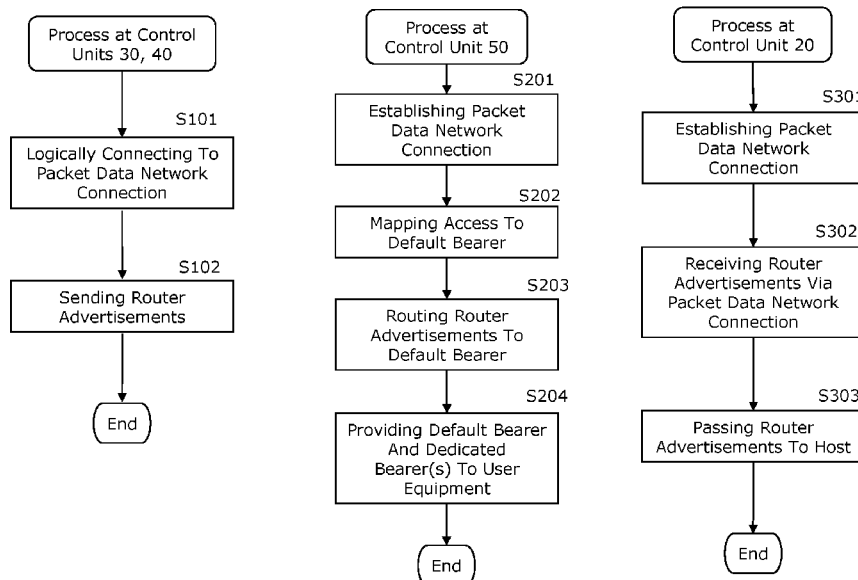 Process at Control
Units 30, 40
S101
Logically Connecting To
Packet Data Network
Connection
S102
Sending Router
Advertisements
End
Process at
Control Unit 50
S201
Establishing Packet
Data Network
Connection
S202
Mapping Access To
Default Bearer
S203
Routing Router
Advertisements To
Default Bearer
S204
Providing Default Bearer
And Dedicated
Bearer(s) To User
Equipment
End
Process at
Control Unit 20
S301
Establishing Packet
Data Network
Connection
S302
Receiving Router
Advertisements Via
Packet Data Network
Connection
S303
Passing Router
Advertisements To Host
End